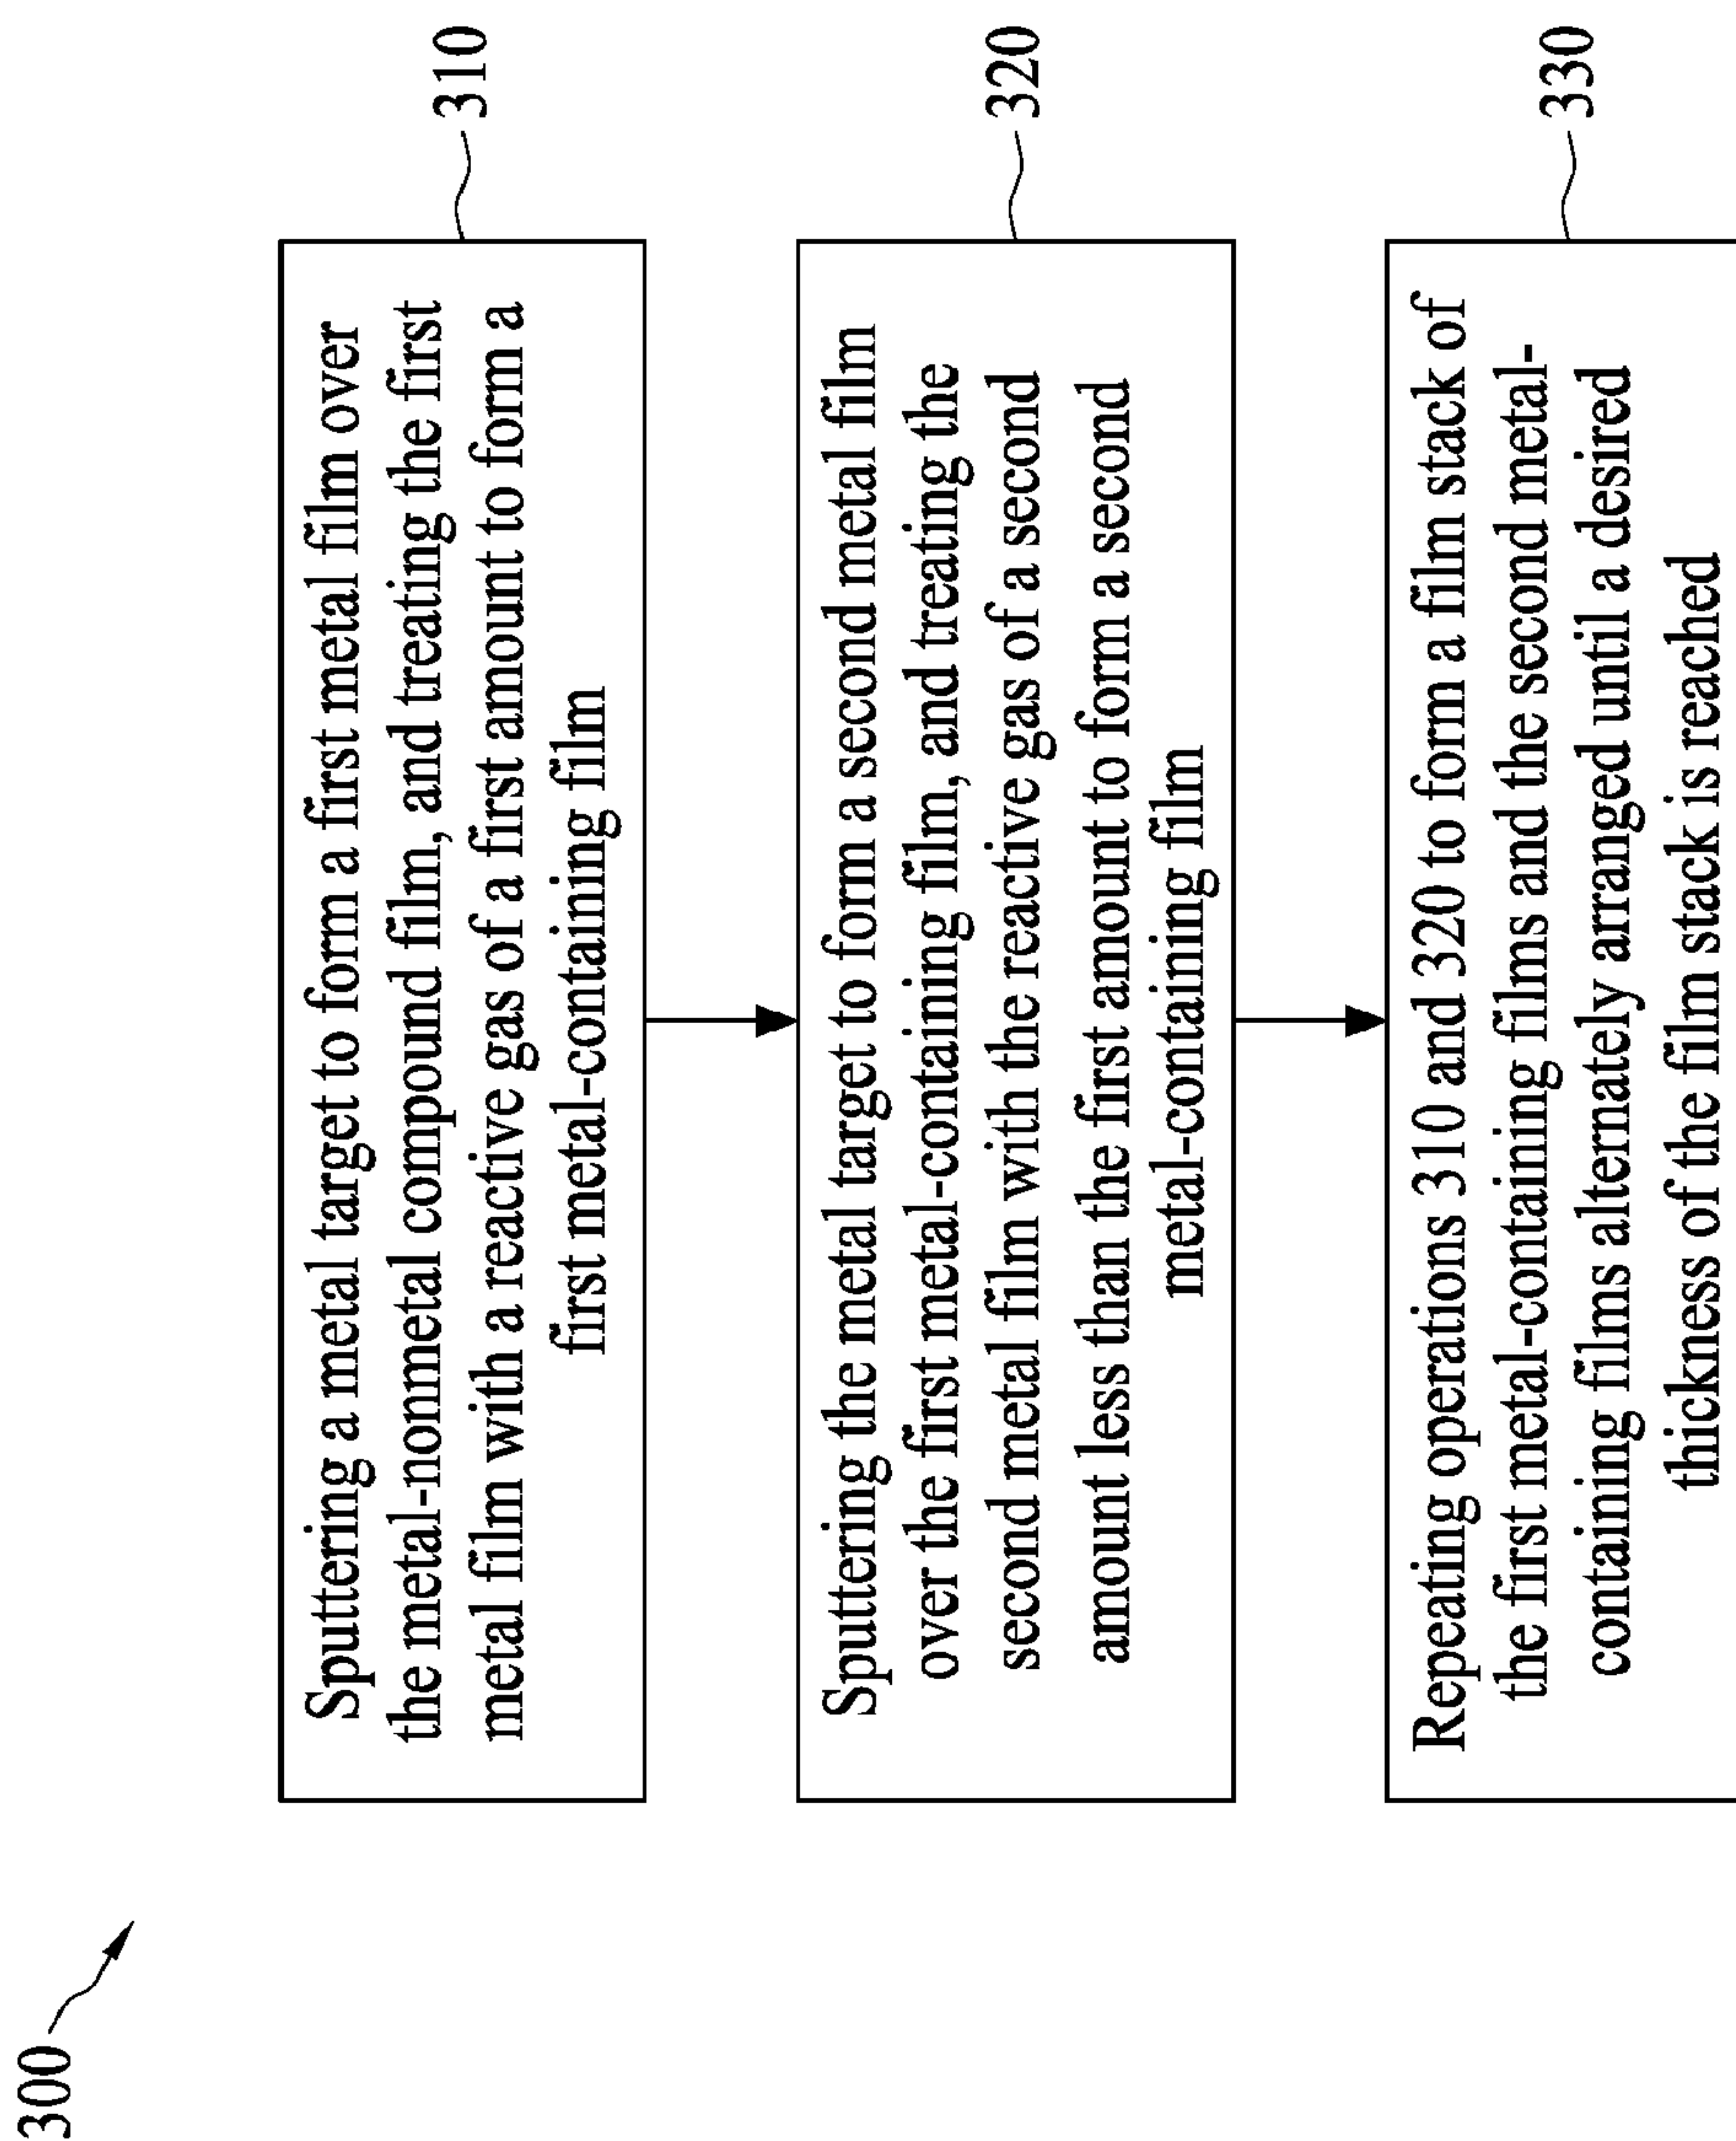 300
Sputtering a metal target to form a first metal film over
the metal-nonmetal compound film, and treating the first
metal film with a reactive gas of a first amount to form a
first metal-containing film
310
Sputtering the metal target to form a second metal film
over the first metal-containing film, and treating the
second metal film with the reactive gas of a second
amount less than the first amount to form a second
metal-containing film
320
Repeating operations 310 and 320 to form a film stack of
the first metal-containing films and the second metal-
containing films alternately arranged until a desired
thickness of the film stack is reached
330